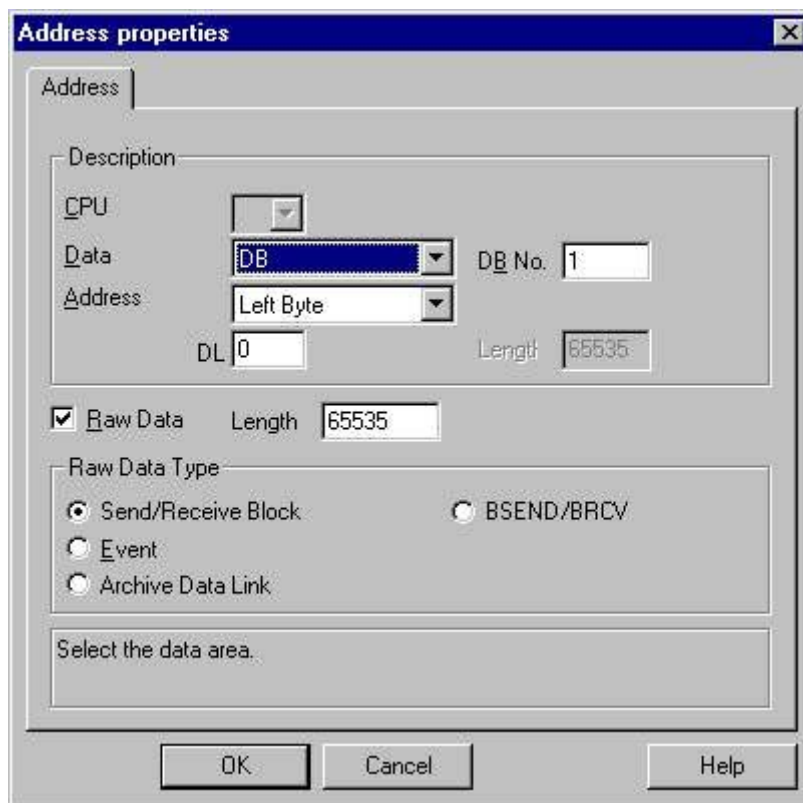 Address properties
Address
Description
CPU
Data DB DB No. 1
Address Left Byte
DL 0 Length 65535
Raw Data Length 65535
Raw Data Type
Send/Receive Block BSEND/BRCV
Event
Archive Data Link
Select the data area.
OK Cancel Help